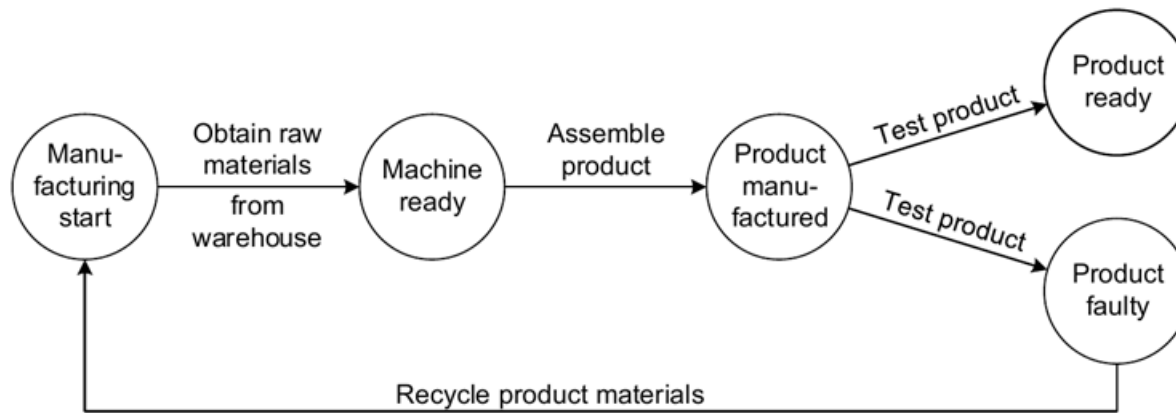 Manu-
facturing
start
Obtain raw
materials
from
warehouse
Machine
ready
Assemble
product
Product
manu-
factured
Test product
Product
ready
Test product
Product
faulty
Recycle product materials